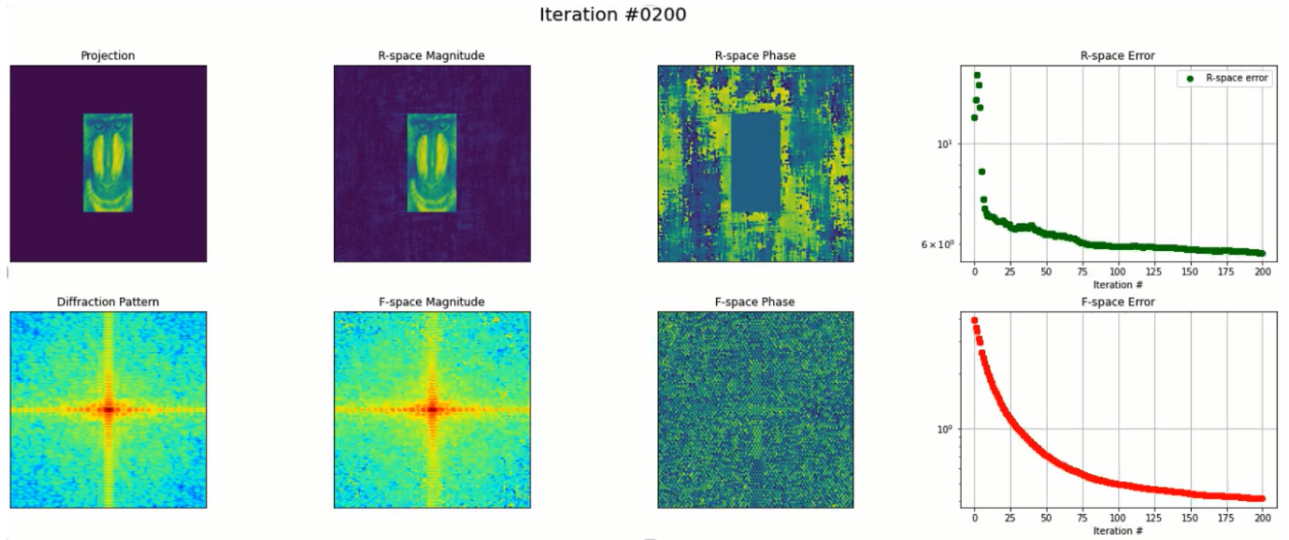 Iteration #0200
Projection
R-space Magnitude
R-space Phase
R-space Error
R-space error
10¹
6 × 10⁰
0 25 50 75 100 125 150 175 200
Iteration #
Diffraction Pattern
F-space Magnitude
F-space Phase
F-space Error
10⁰
0 25 50 75 100 125 150 175 200
Iteration #